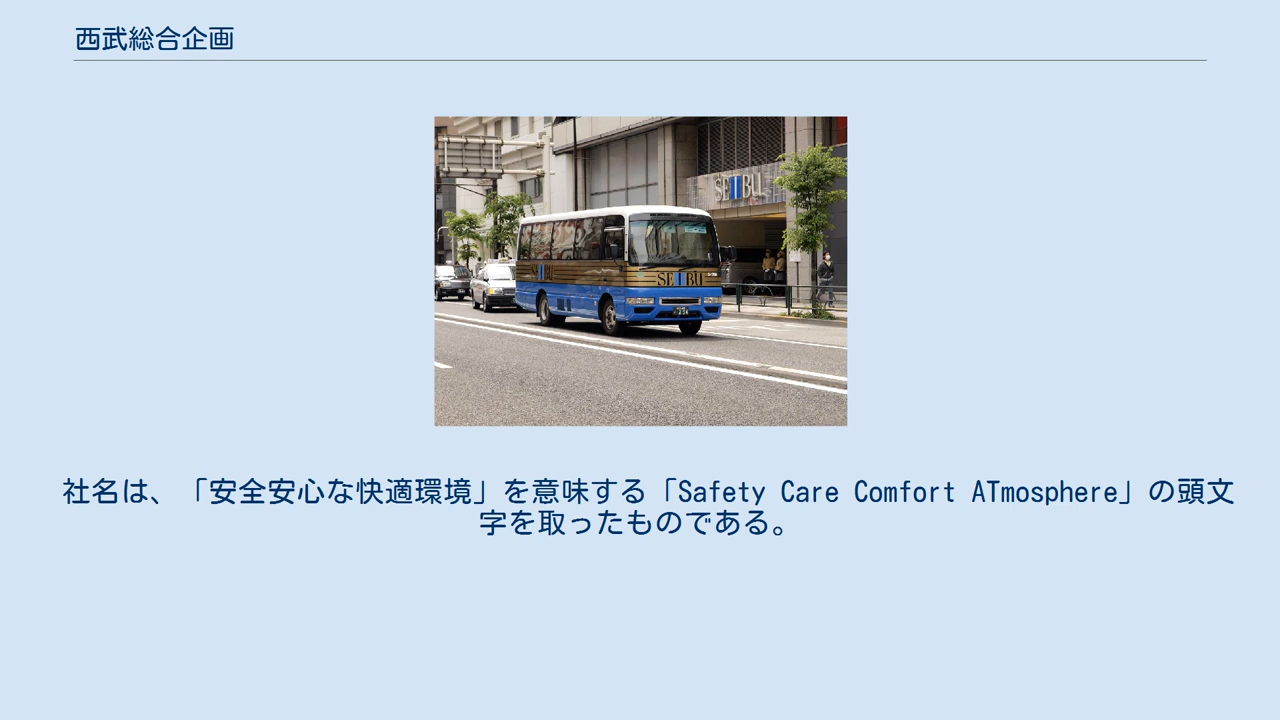 西武総合企画
SEIBU
SEIBU
SEIBU
社名は、「安全安心な快適環境」を意味する「Safety Care Comfort ATmosphere」の頭文
字を取ったものである。